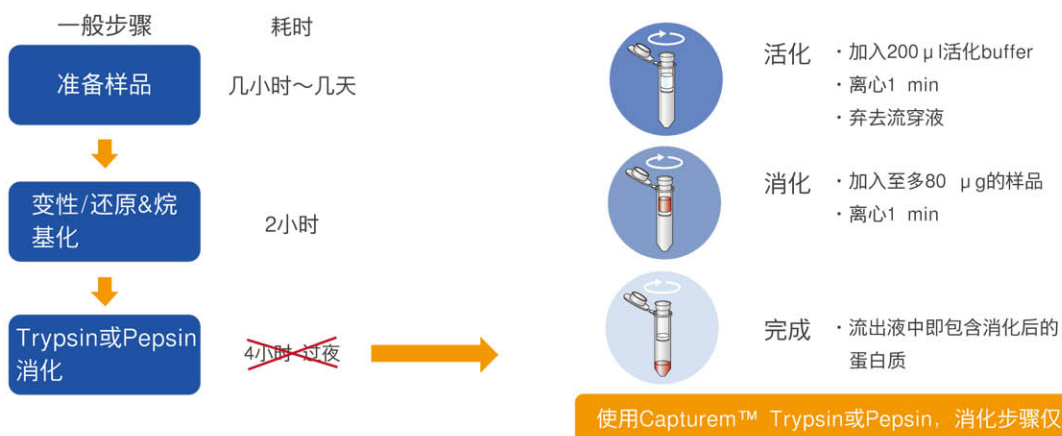 一般步骤
耗时
准备样品
几小时～几天
变性/还原&烷
基化
2小时
Trypsin或Pepsin
消化
4小时-过夜
活化
・加入200 μl活化buffer
・离心1 min
・弃去流穿液
消化
・加入至多80 μg的样品
・离心1 min
完成
・流出液中即包含消化后的
蛋白质
使用Capturem™ Trypsin或Pepsin，消化步骤仅